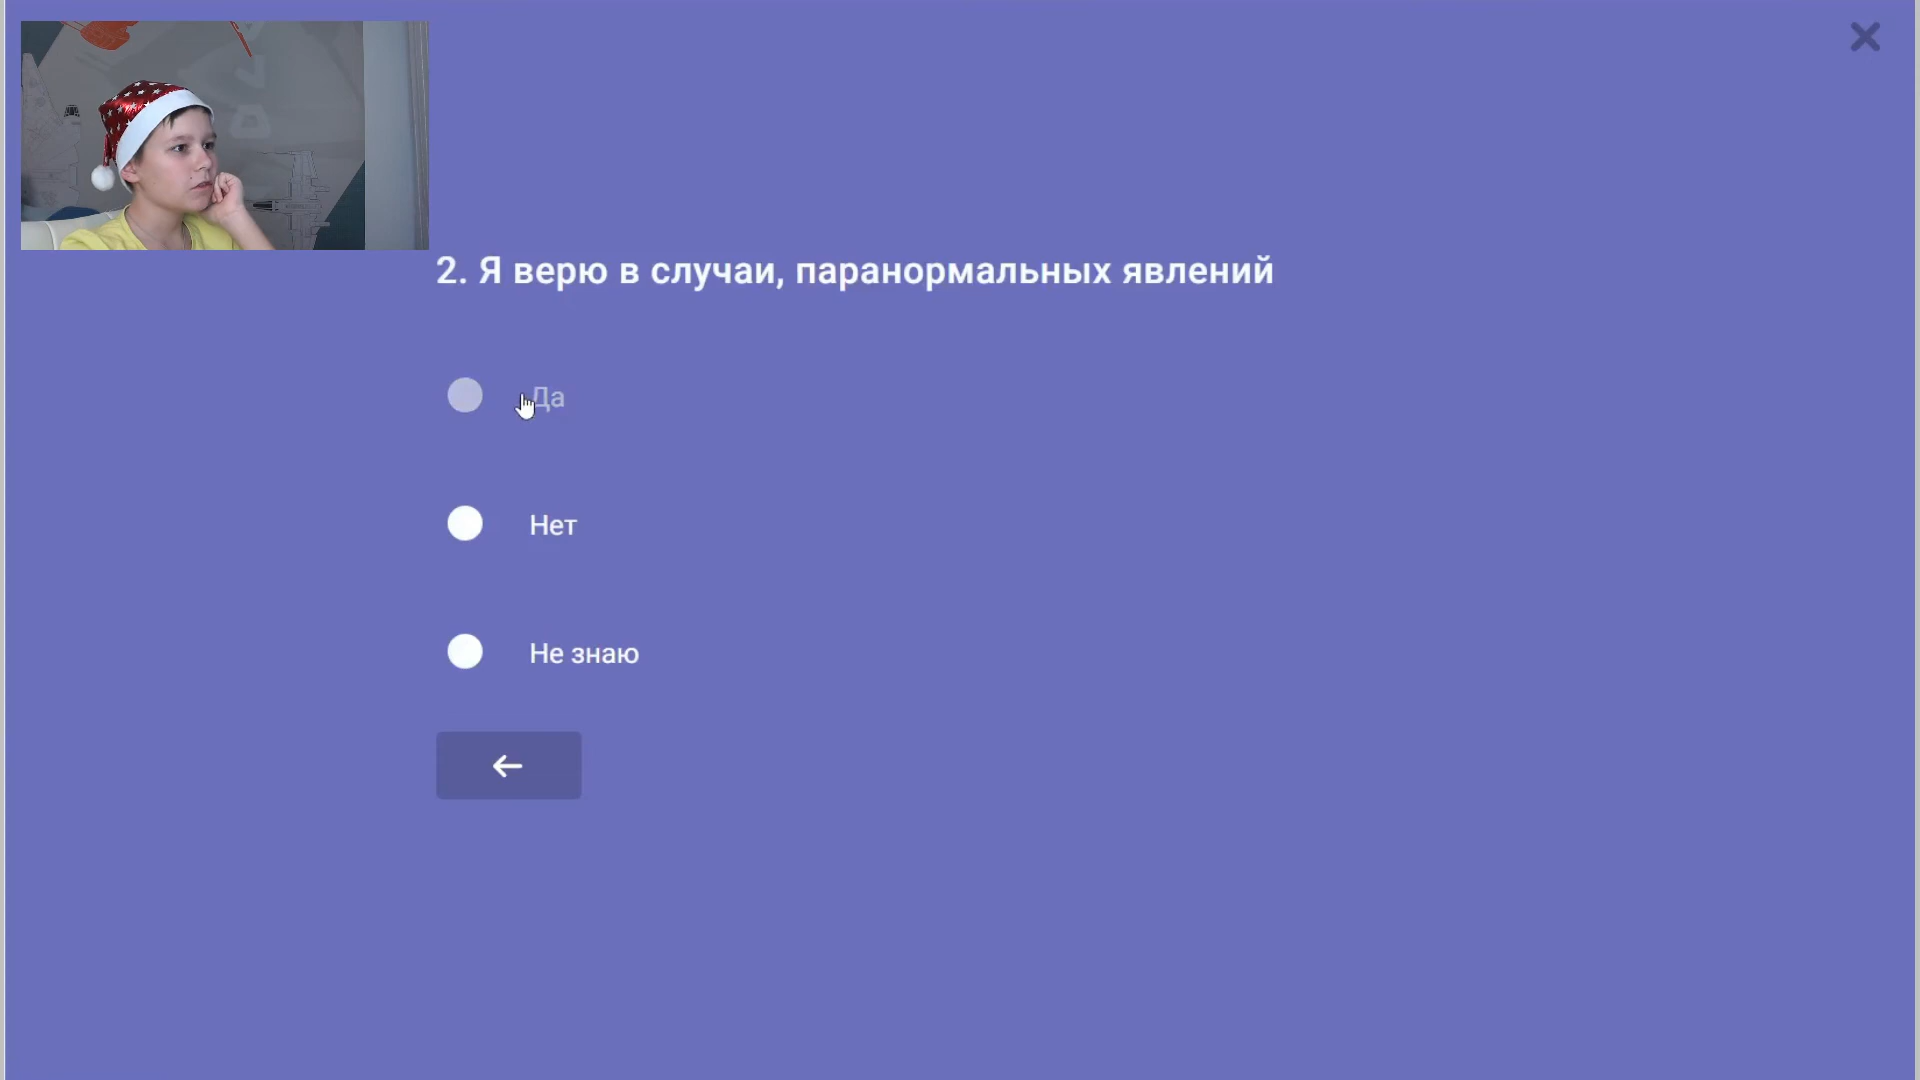 2. Я верю в случаи, паранормальных явлений
Да
Нет
Не знаю